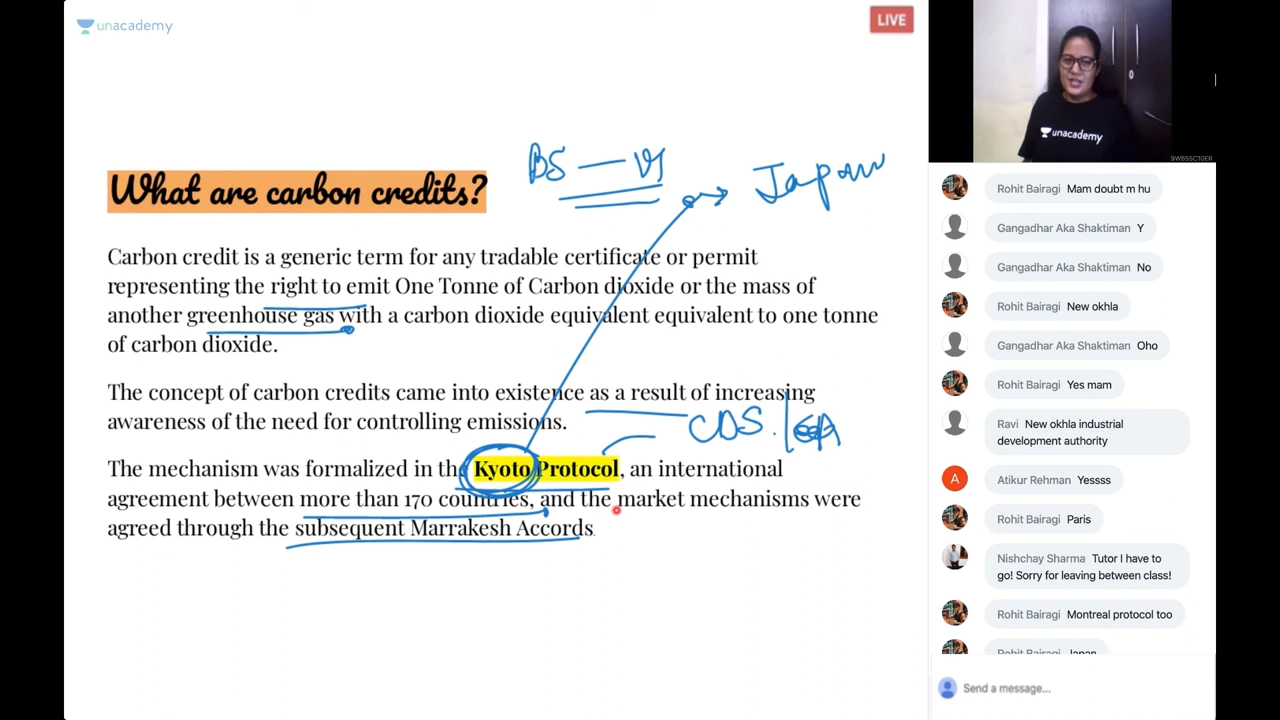 unacademy
LIVE
BS — VI
Japan
What are carbon credits?
Carbon credit is a generic term for any tradable certificate or permit
representing the right to emit One Tonne of Carbon dioxide or the mass of
another greenhouse gas with a carbon dioxide equivalent equivalent to one tonne
of carbon dioxide.
The concept of carbon credits came into existence as a result of increasing
awareness of the need for controlling emissions.
CDS.
The mechanism was formalized in the Kyoto Protocol, an international
agreement between more than 170 countries, and the market mechanisms were
agreed through the subsequent Marrakesh Accords
unacademy
9W655C10ER
Rohit Bairagi Mam doubt m hu
Gangadhar Aka Shaktiman Y
Gangadhar Aka Shaktiman No
Rohit Bairagi New okhla
Gangadhar Aka Shaktiman Oho
Rohit Bairagi Yes mam
Ravi New okhla industrial
development authority
A
Atikur Rehman Yessss
Rohit Bairagi Paris
Nishchay Sharma Tutor I have to
go! Sorry for leaving between class!
Rohit Bairagi Montreal protocol too
Rohit Bairagi Japan
Send a message...